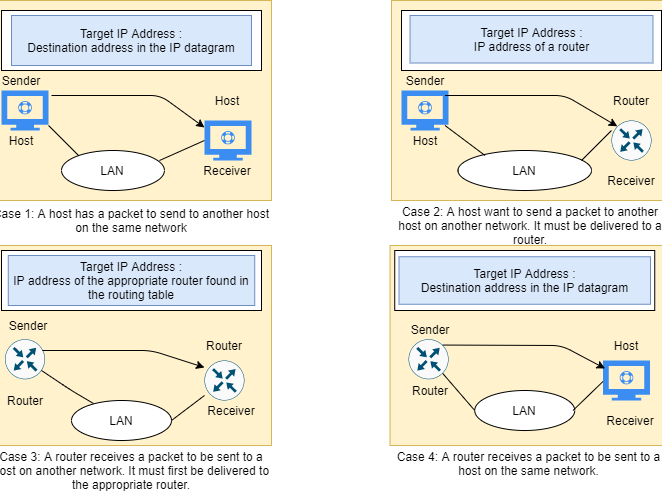 Target IP Address :
Destination address in the IP datagram
Sender
Host
Host
LAN
Receiver
Case 1: A host has a packet to send to another host
on the same network
Target IP Address :
IP address of a router
Sender
Router
Host
LAN
Receiver
Case 2: A host want to send a packet to another
host on another network. It must be delivered to a
router.
Target IP Address :
IP address of the appropriate router found in
the routing table
Sender
Router
Router
Receiver
LAN
Case 3: A router receives a packet to be sent to a
ost on another network. It must first be delivered to
the appropriate router.
Target IP Address :
Destination address in the IP datagram
Sender
Host
Router
LAN
Receiver
Case 4: A router receives a packet to be sent to a
host on the same network.